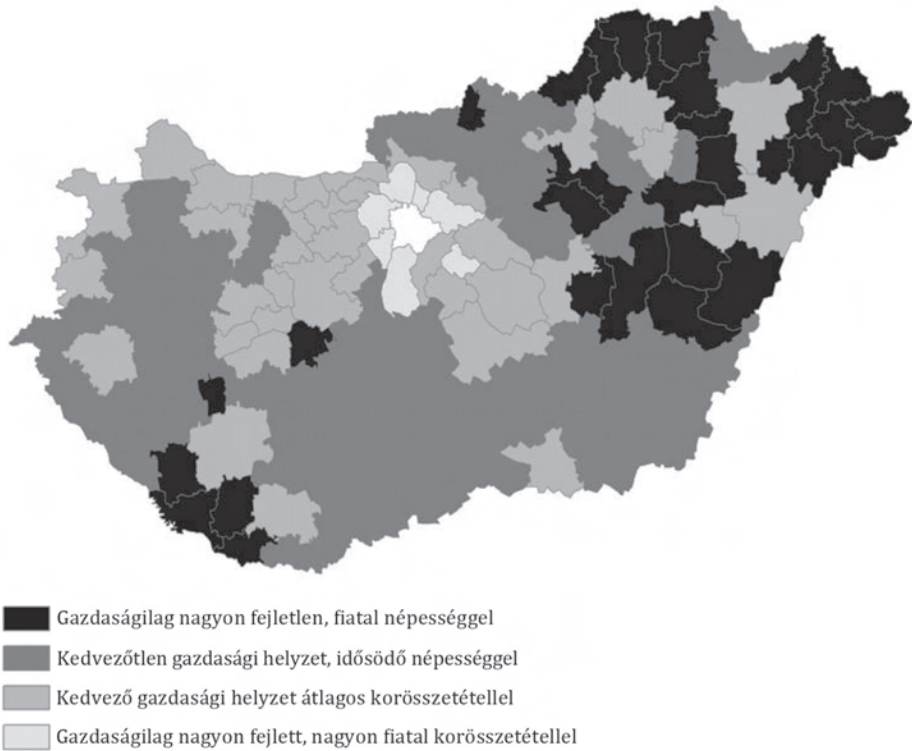 Gazdaságilag nagyon fejletlen, fiatal népességgel
Kedvezőtlen gazdasági helyzet, idősödő népességgel
Kedvező gazdasági helyzet átlagos korösszetétellel
Gazdaságilag nagyon fejlett, nagyon fiatal korösszetétellel